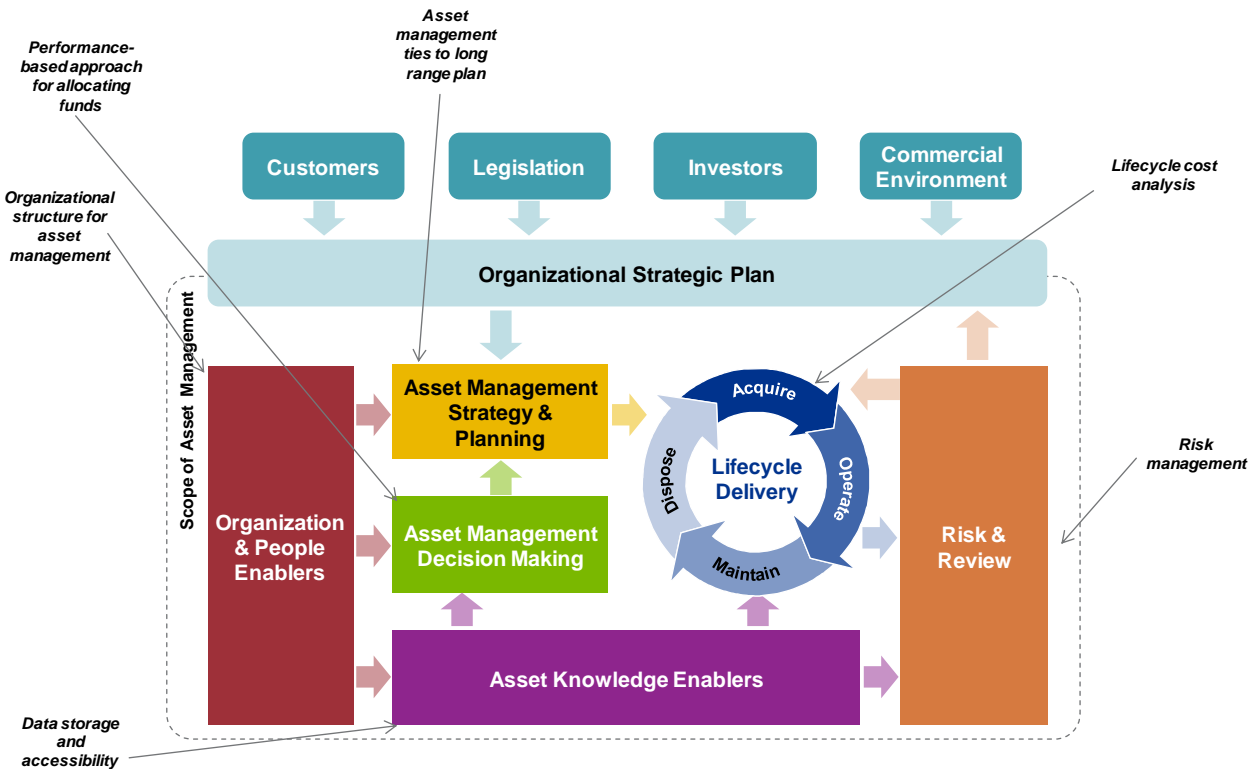 Asset
management
ties to long
range plan
Performance-
based approach
for allocating
funds
Customers
Legislation
Investors
Commercial
Environment
Lifecycle cost
analysis
Organizational
structure for
asset
management
Organizational Strategic Plan
Scope of Asset Management
Organization
& People
Enablers
Asset Management
Strategy &
Planning
Asset Management
Decision Making
Acquire
Operate
Maintain
Dispose
Lifecycle
Delivery
Risk &
Review
Risk
management
Asset Knowledge Enablers
Data storage
and
accessibility